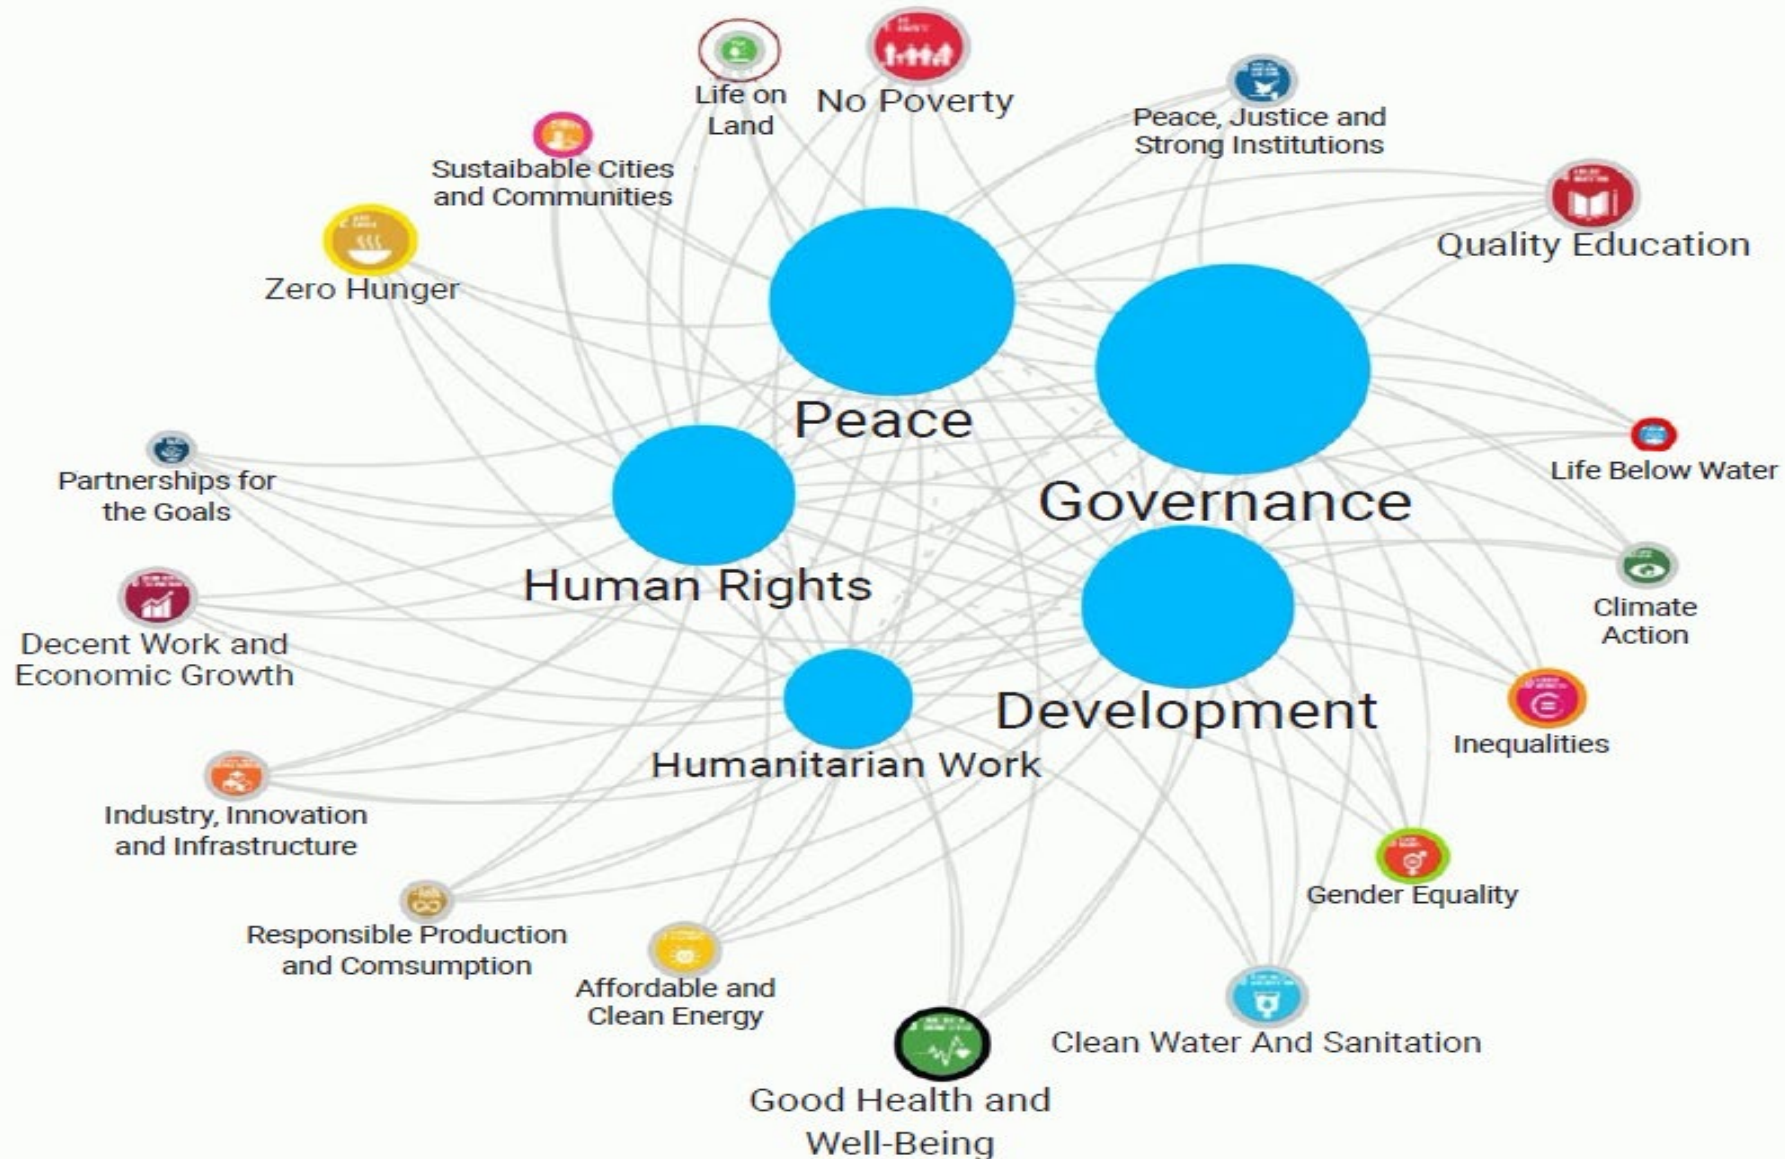 Life on
Land
No Poverty
Peace, Justice and
Strong Institutions
Sustaibable Cities
and Communities
Quality Education
Zero Hunger
Peace
Governance
Life Below Water
Partnerships for
the Goals
Human Rights
Climate
Action
Decent Work and
Economic Growth
Development
Inequalities
Humanitarian Work
Industry, Innovation
and Infrastructure
Gender Equality
Responsible Production
and Comsumption
Affordable and
Clean Energy
Clean Water And Sanitation
Good Health and
Well-Being